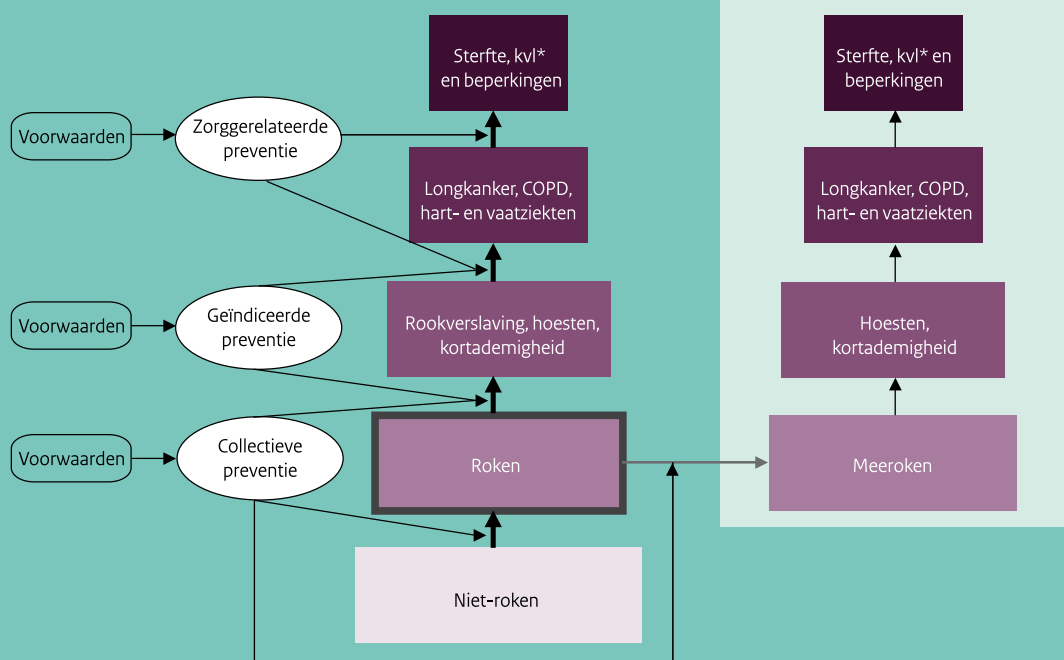 Sterfte, kvl*
en beperkingen
Sterfte, kvl* en
beperkingen
Voorwaarden
Zorggerelateerde
preventie
Longkanker, COPD,
hart- en vaatziekten
Longkanker, COPD,
hart- en vaatziekten
Voorwaarden
Geïndiceerde
preventie
Rookverslaving, hoesten,
kortademigheid
Hoesten,
kortademigheid
Voorwaarden
Collectieve
preventie
Roken
Meeroken
Niet-roken